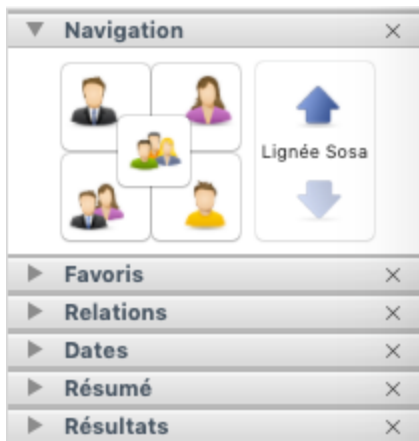 Navigation
Lignée Sosa
Favoris
Relations
Dates
Résumé
Résultats